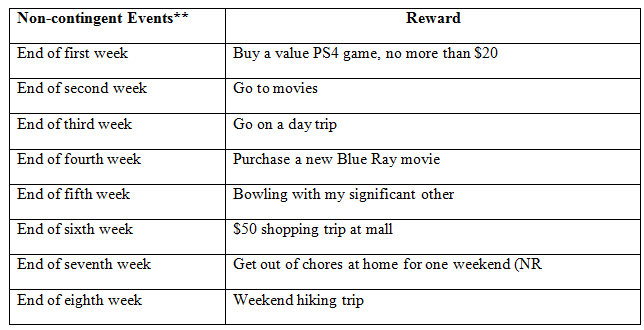 Non-contingent Events** Reward
End of first week Buy a value PS4 game, no more than $20
End of second week Go to movies
End of third week Go on a day trip
End of fourth week Purchase a new Blue Ray movie
End of fifth week Bowling with my significant other
End of sixth week $50 shopping trip at mall
End of seventh week Get out of chores at home for one weekend (NR
End of eighth week Weekend hiking trip